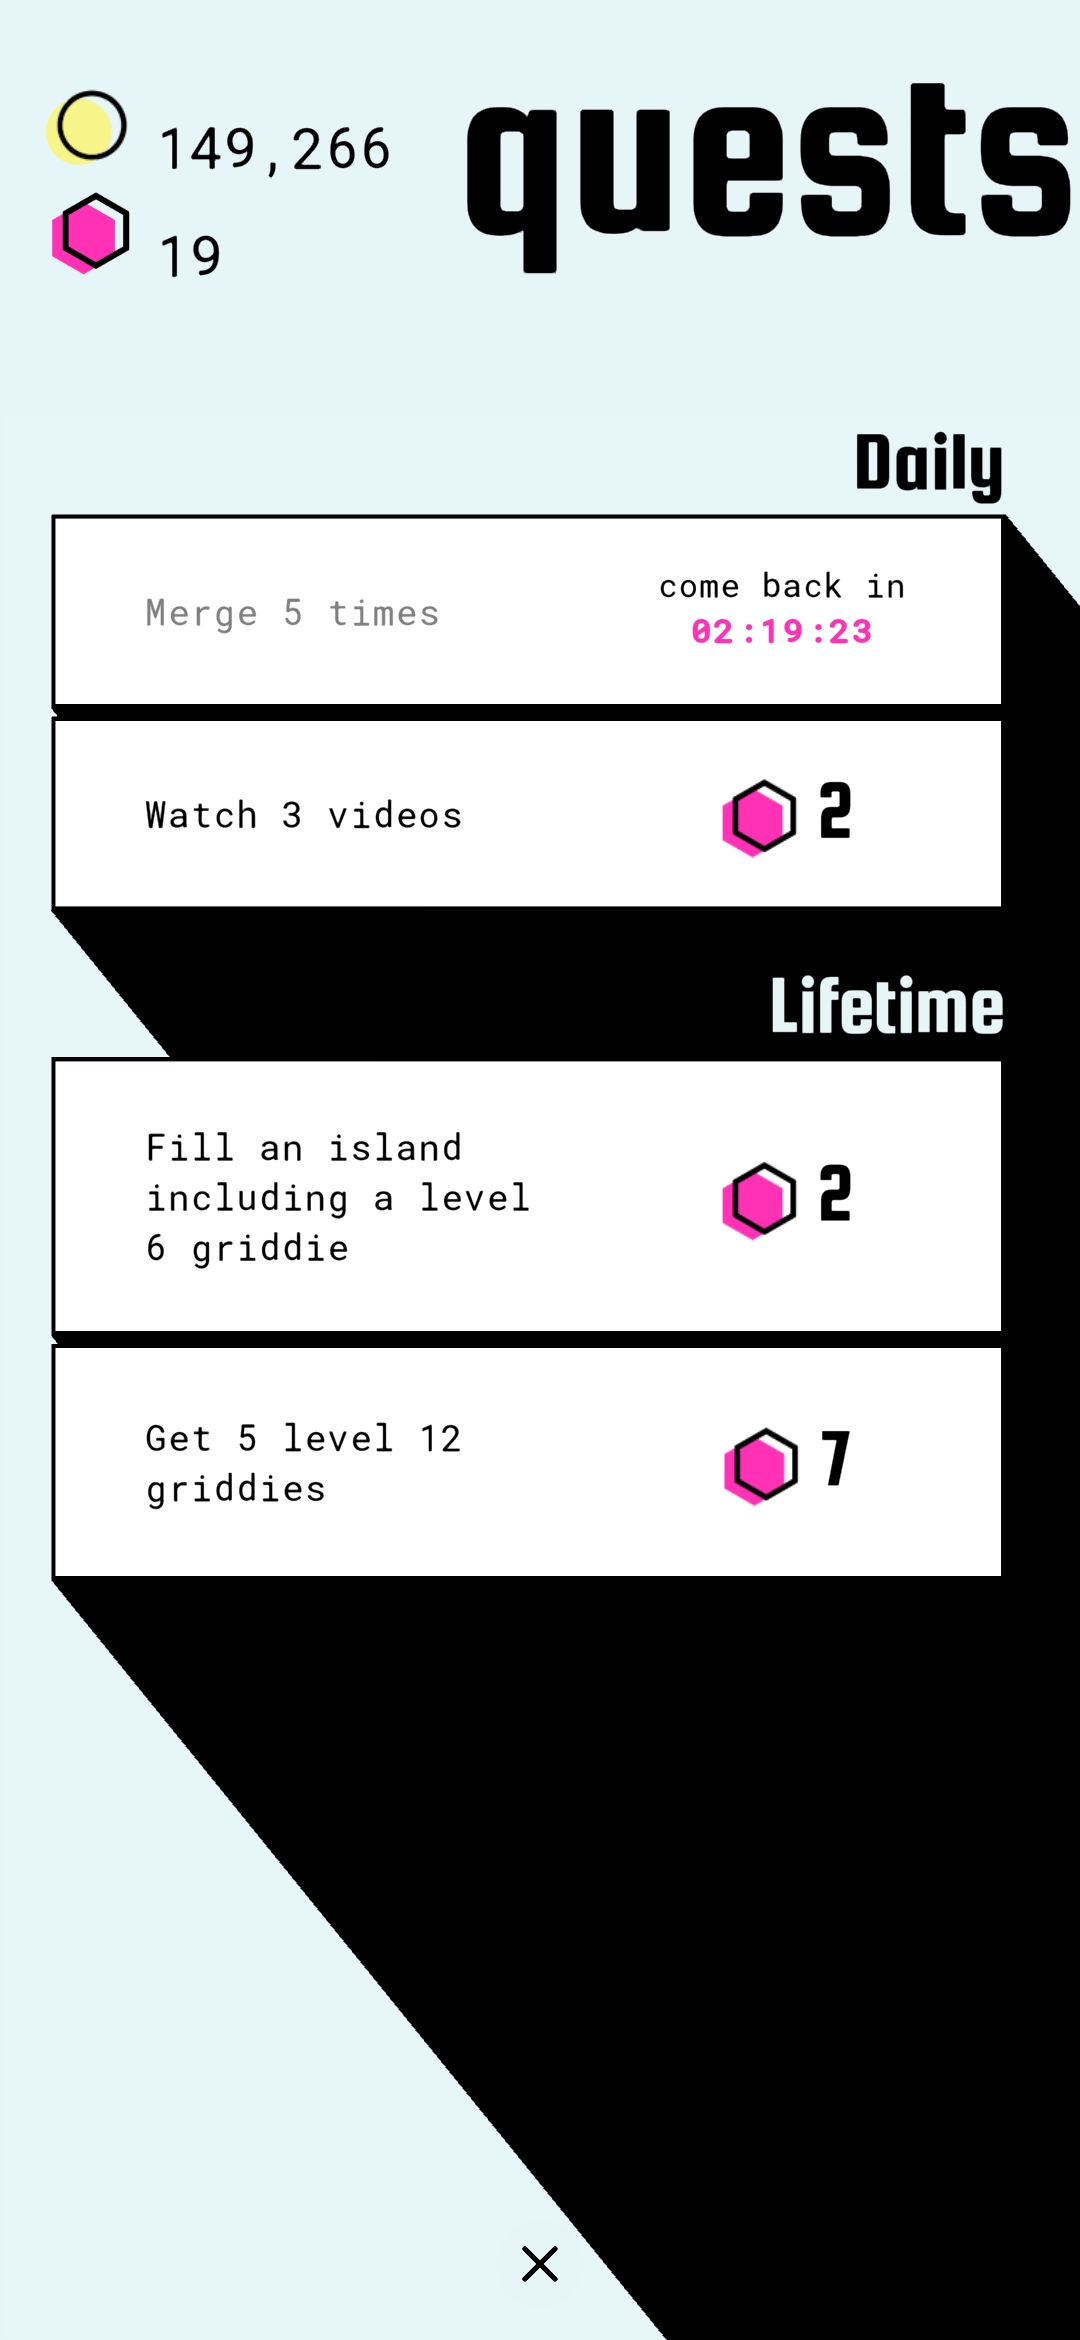 149,266
19
quests
Daily
Merge 5 times
come back in
02:19:23
Watch 3 videos
2
Lifetime
Fill an island
including a level
6 griddie
2
Get 5 level 12
griddies
7